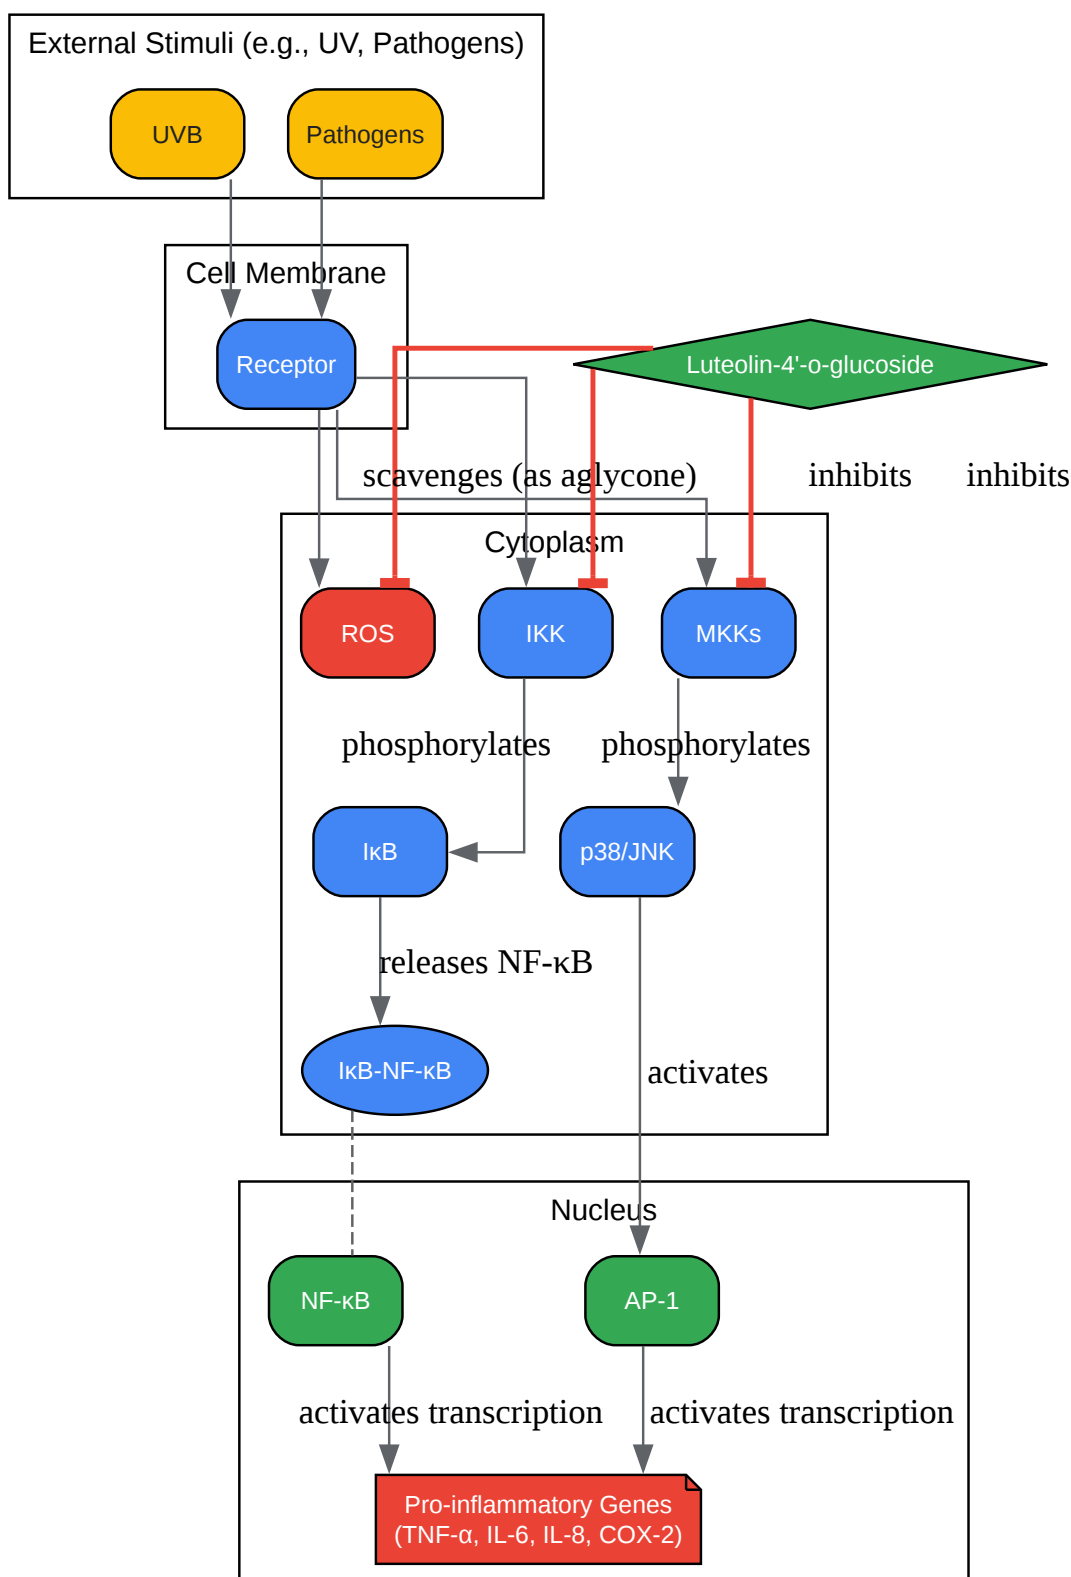 External Stimuli (e.g., UV, Pathogens)
UVB
Pathogens
Cell Membrane
Receptor
Luteolin-4'-o-glucoside
scavenges (as aglycone)
inhibits
inhibits
Cytoplasm
ROS
IKK
MKKs
phosphorylates
phosphorylates
IκB
p38/JNK
releases NF-κB
IκB-NF-κB
activates
Nucleus
NF-κB
AP-1
activates transcription
activates transcription
Pro-inflammatory Genes
(TNF-α, IL-6, IL-8, COX-2)